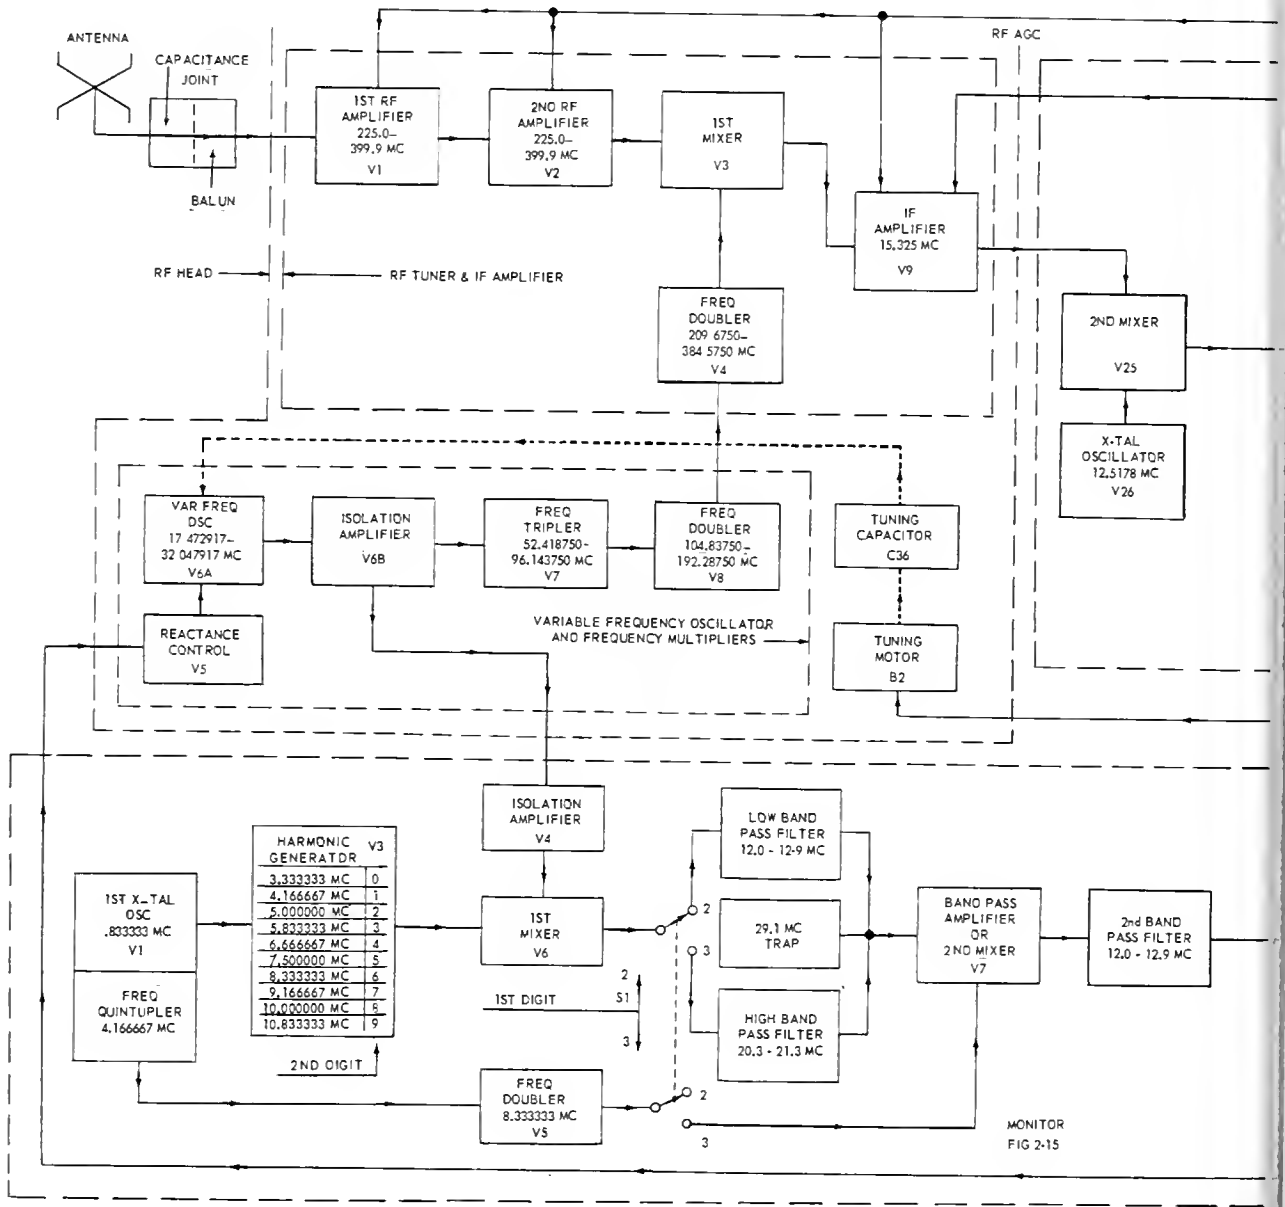 ANTENNA
CAPACITANCE
JOINT
BALUN
1ST RF
AMPLIFIER
225.0–
399.9 MC
V1
2ND RF
AMPLIFIER
225.0–
399.9 MC
V2
1ST
MIXER
V3
RF AGC
IF
AMPLIFIER
15.325 MC
V9
RF HEAD
RF TUNER & IF AMPLIFIER
FREQ
DOUBLER
209 6750–
384 5750 MC
V4
2ND MIXER
V25
X-TAL
OSCILLATOR
12.5178 MC
V26
VAR FREQ
OSC
17 472917–
32 047917 MC
V6A
ISOLATION
AMPLIFIER
V6B
FREQ
TRIPLER
52.418750-
96.143750 MC
V7
FREQ
DOUBLER
104.83750–
192.28750 MC
V8
TUNING
CAPACITOR
C36
REACTANCE
CONTROL
V5
VARIABLE FREQUENCY OSCILLATOR
AND FREQUENCY MULTIPLIERS
TUNING
MOTOR
B2
ISOLATION
AMPLIFIER
V4
1ST X–TAL
OSC
.833333 MC
V1
FREQ
QUINTUPLER
4.166667 MC
HARMONIC
GENERATOR V3
3.333333 MC 0
4.166667 MC 1
5.000000 MC 2
5.833333 MC 3
6.666667 MC 4
7.500000 MC 5
8.333333 MC 6
9.166667 MC 7
10.000000 MC 8
10.833333 MC 9
2ND DIGIT
1ST
MIXER
V6
1ST DIGIT
2
S1
3
2
3
LOW BAND
PASS FILTER
12.0 - 12.9 MC
29.1 MC
TRAP
HIGH BAND
PASS FILTER
20.3 - 21.3 MC
BAND PASS
AMPLIFIER
OR
2ND MIXER
V7
2nd BAND
PASS FILTER
12.0 - 12.9 MC
FREQ
DOUBLER
8.333333 MC
V5
2
3
MONITOR
FIG 2-15